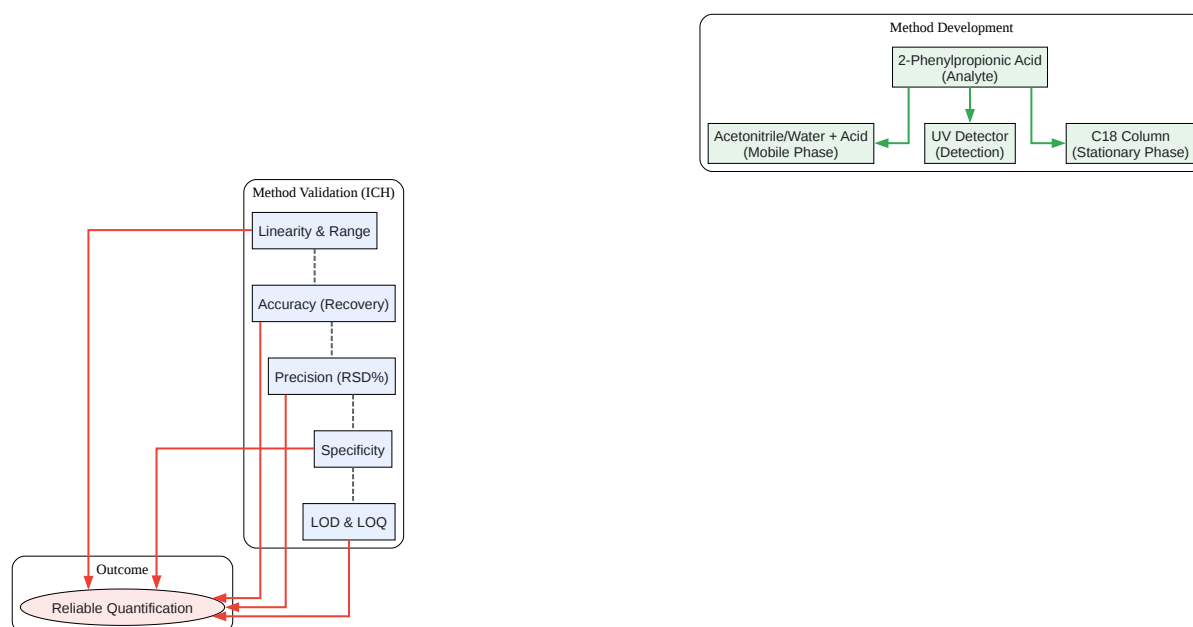 Method Development
2-Phenylpropionic Acid
(Analyte)
Acetonitrile/Water + Acid
(Mobile Phase)
UV Detector
(Detection)
C18 Column
(Stationary Phase)
Method Validation (ICH)
Linearity & Range
Accuracy (Recovery)
Precision (RSD%)
Specificity
LOD & LOQ
Outcome
Reliable Quantification